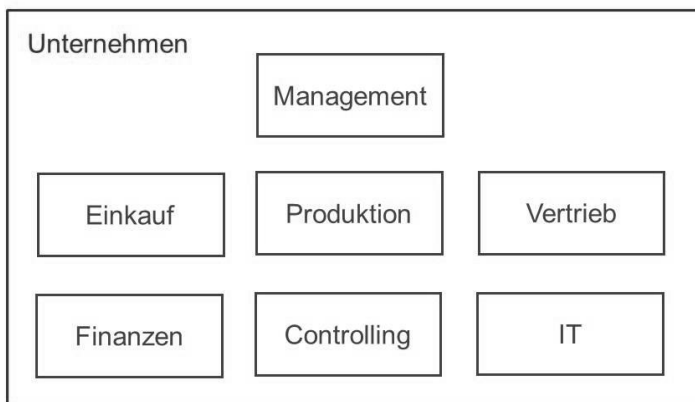 Unternehmen
Management
Einkauf
Produktion
Vertrieb
Finanzen
Controlling
IT